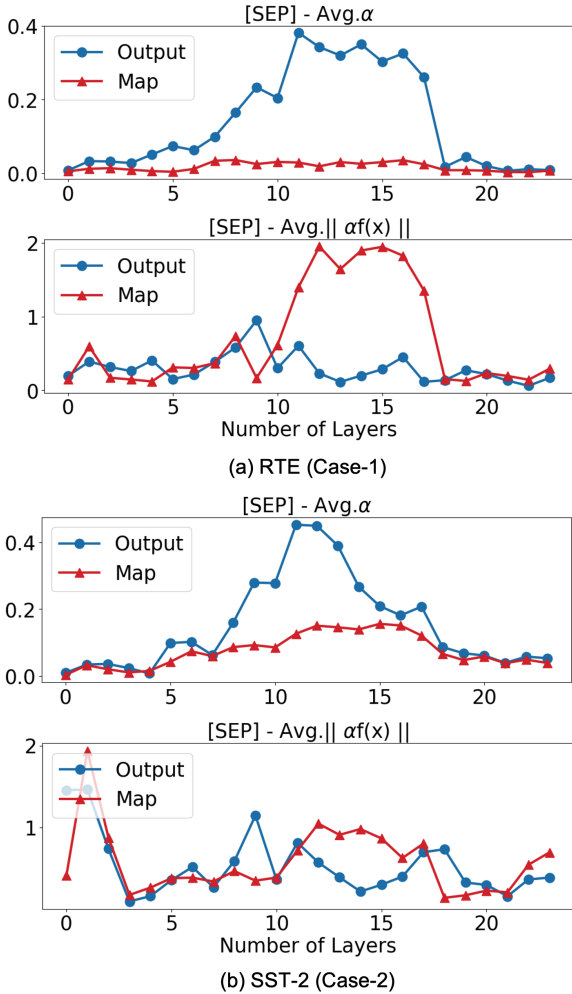 [SEP] - Avg.α
0.4
0.2
0.0
Output
Map
0 5 10 15 20
[SEP] - Avg.|| αf(x) ||
2
1
0
Output
Map
0 5 10 15 20
Number of Layers
(a) RTE (Case-1)
[SEP] - Avg.α
0.4
0.2
0.0
Output
Map
0 5 10 15 20
[SEP] - Avg.|| αf(x) ||
2
1
Output
Map
0 5 10 15 20
Number of Layers
(b) SST-2 (Case-2)